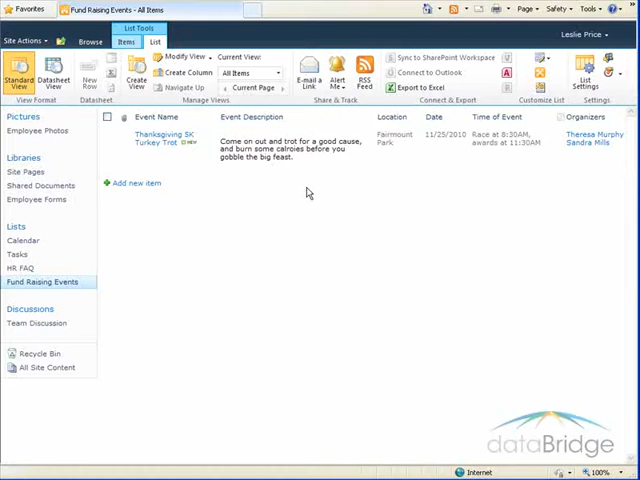 Favorites
Fund Raising Events - All Items
Page
Safety
Tools
List Tools
Site Actions
Browse
Items
List
Leslie Price
Standard View
Datasheet View
New Row
Create View
Modify View
Create Column
Navigate Up
Current View:
All Items
Current Page
E-mail a Link
Alert Me
RSS Feed
Sync to SharePoint Workspace
Connect to Outlook
Export to Excel
List Settings
View Format
Datasheet
Manage Views
Share & Track
Connect & Export
Customize List
Settings
Pictures
Employee Photos
Libraries
Site Pages
Shared Documents
Employee Forms
Lists
Calendar
Tasks
HR FAQ
Fund Raising Events
Discussions
Team Discussion
Recycle Bin
All Site Content
Event Name
Event Description
Location
Date
Time of Event
Organizers
Thanksgiving 5K
Turkey Trot NEW
Come on out and trot for a good cause,
and burn some calroies before you
gobble the big feast.
Fairmount
Park
11/25/2010
Race at 8:30AM,
awards at 11:30AM
Theresa Murphy
Sandra Mills
Add new item
dataBridge
Internet
100%